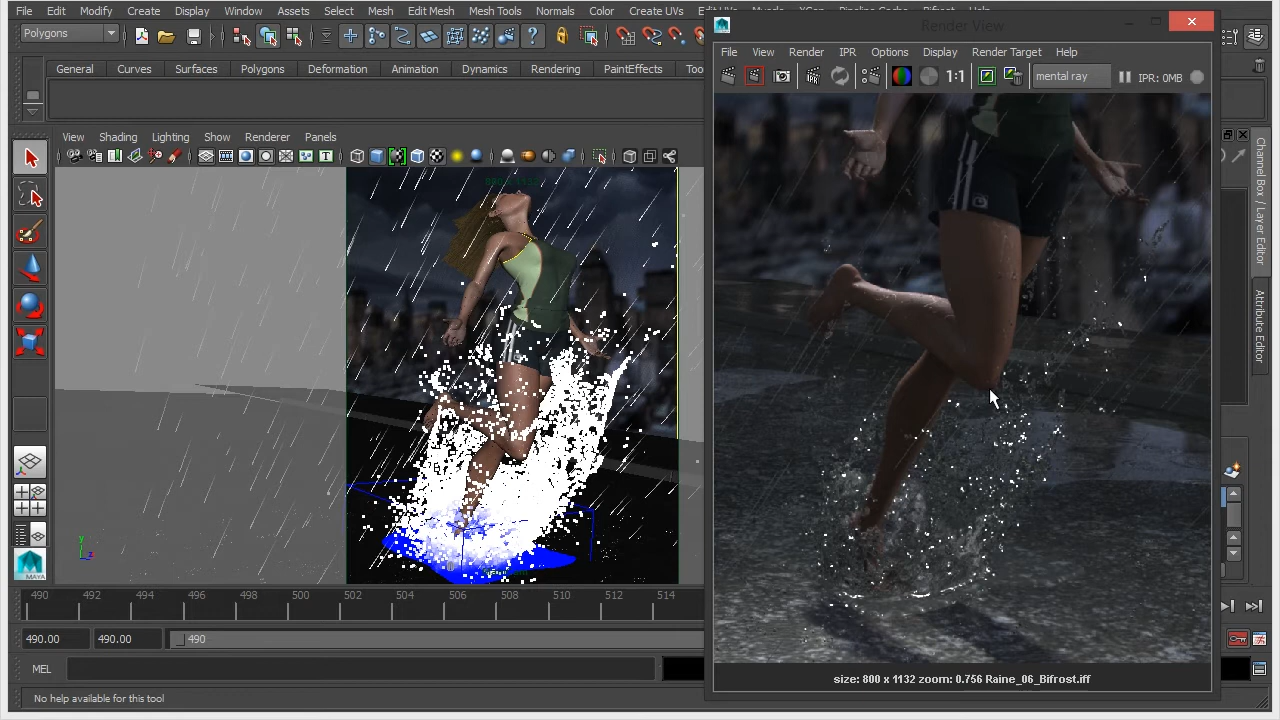 File Edit Modify Create Display Window Assets Select Mesh Edit Mesh Mesh Tools Normals Color Create UVs
Polygons
General Curves Surfaces Polygons Deformation Animation Dynamics Rendering PaintEffects
View Shading Lighting Show Renderer Panels
Render View
File View Render IPR Options Display Render Target Help
IPR 1:1 mental ray IPR: 0MB
size: 800 x 1132 zoom: 0.756 Raine_06_Bifrost.iff
Channel Box / Layer Editor
Attribute Editor
y
z
MAYA
490 492 494 496 498 500 502 504 506 508 510 512 514
490.00 490.00 490
MEL
No help available for this tool